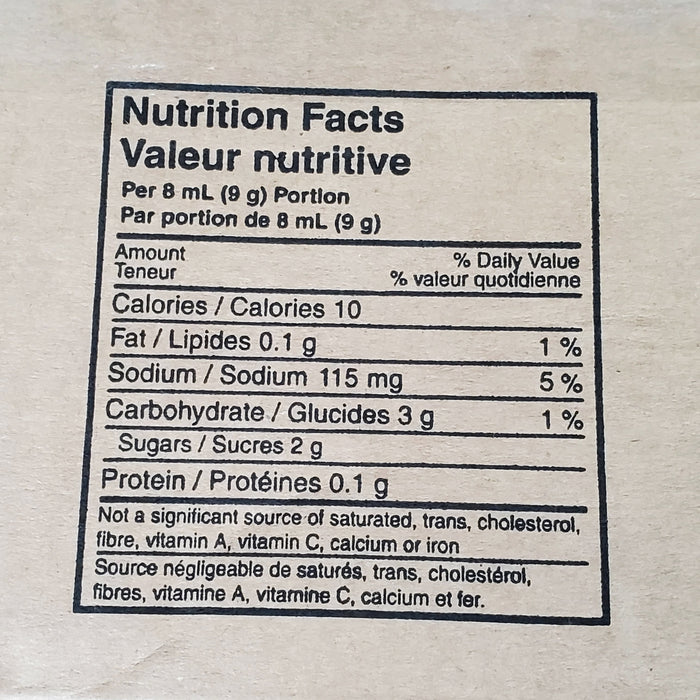 Nutrition Facts
Valeur nutritive
Per 8 mL (9 g) Portion
Par portion de 8 mL (9 g)
Amount % Daily Value
Teneur % valeur quotidienne
Calories / Calories 10
Fat / Lipides 0.1 g 1 %
Sodium / Sodium 115 mg 5 %
Carbohydrate / Glucides 3 g 1 %
Sugars / Sucres 2 g
Protein / Protéines 0.1 g
Not a significant source of saturated, trans, cholesterol,
fibre, vitamin A, vitamin C, calcium or iron
Source négligeable de saturés, trans, cholestérol,
fibres, vitamine A, vitamine C, calcium et fer.